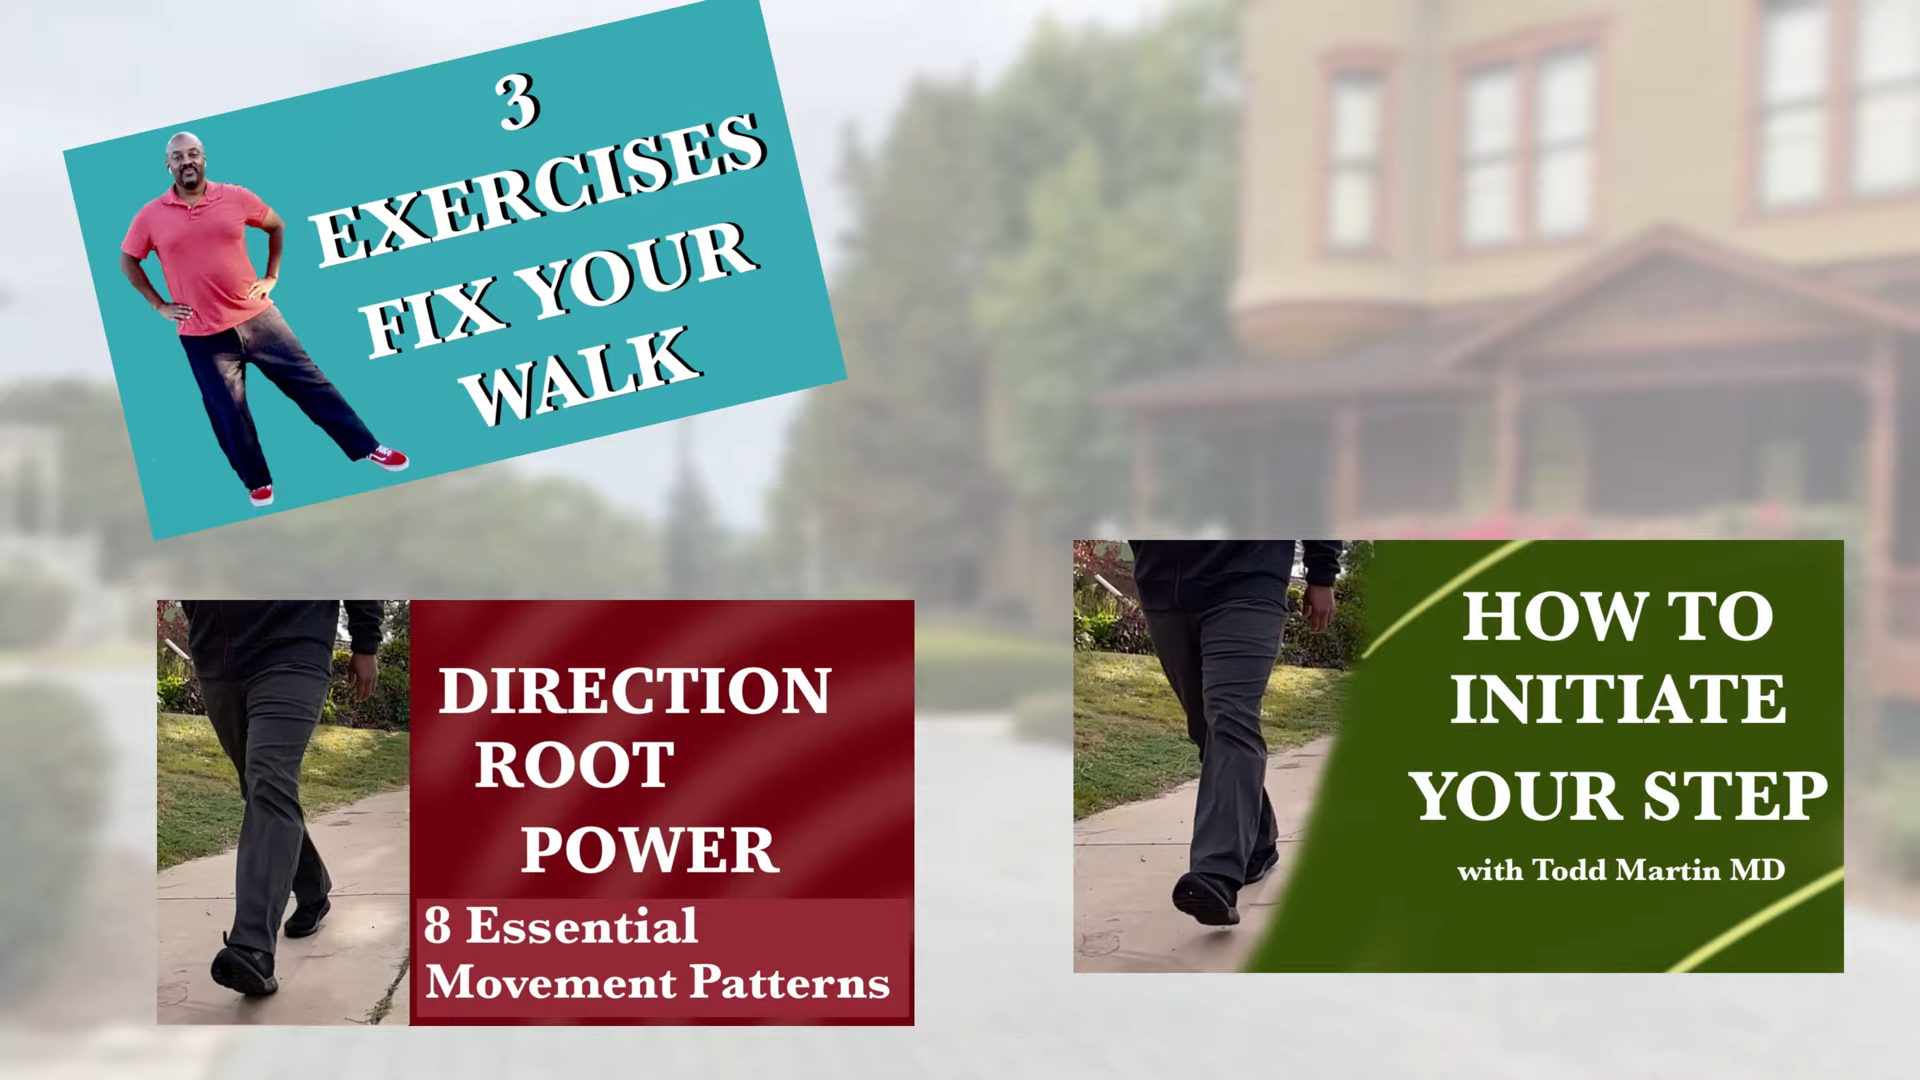 3
EXERCISES
FIX YOUR
WALK
DIRECTION
ROOT
POWER
8 Essential
Movement Patterns
HOW TO
INITIATE
YOUR STEP
with Todd Martin MD